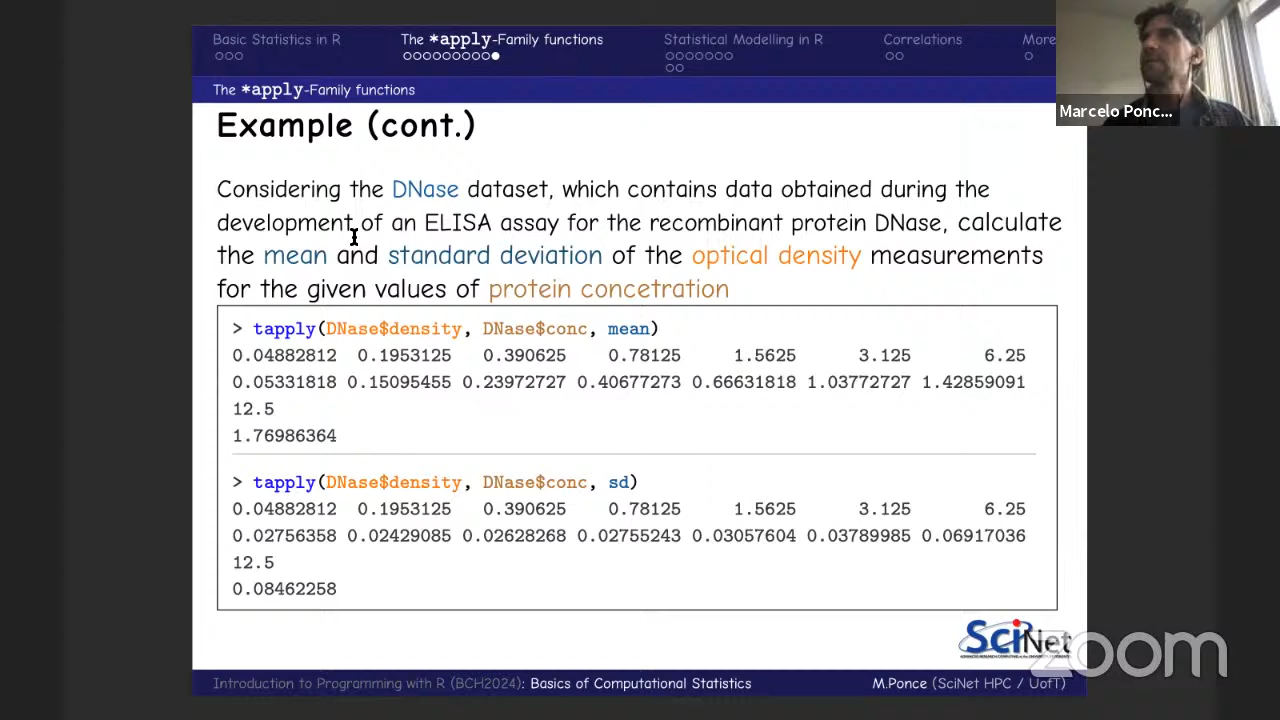 Basic Statistics in R The *apply-Family functions Statistical Modelling in R Correlations More
Marcelo Ponc...
The *apply-Family functions
Example (cont.)
Considering the DNase dataset, which contains data obtained during the
development of an ELISA assay for the recombinant protein DNase, calculate
the mean and standard deviation of the optical density measurements
for the given values of protein concetration
> tapply(DNase$density, DNase$conc, mean)
0.04882812 0.1953125 0.390625 0.78125 1.5625 3.125 6.25
0.05331818 0.15095455 0.23972727 0.40677273 0.66631818 1.03772727 1.42859091
12.5
1.76986364
> tapply(DNase$density, DNase$conc, sd)
0.04882812 0.1953125 0.390625 0.78125 1.5625 3.125 6.25
0.02756358 0.02429085 0.02628268 0.02755243 0.03057604 0.03789985 0.06917036
12.5
0.08462258
SciNet
zoom
Introduction to Programming with R (BCH2024): Basics of Computational Statistics M.Ponce (SciNet HPC / UofT)